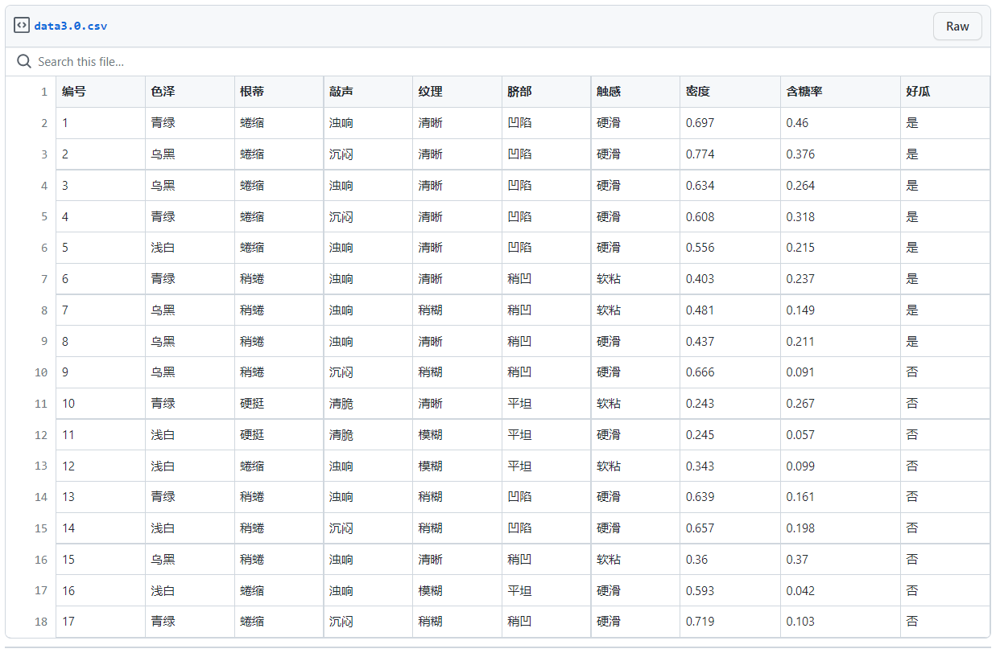 data3.0.csv Raw
Search this file...
1 编号 色泽 根蒂 敲声 纹理 脐部 触感 密度 含糖率 好瓜
2 1 青绿 蜷缩 浊响 清晰 凹陷 硬滑 0.697 0.46 是
3 2 乌黑 蜷缩 沉闷 清晰 凹陷 硬滑 0.774 0.376 是
4 3 乌黑 蜷缩 浊响 清晰 凹陷 硬滑 0.634 0.264 是
5 4 青绿 蜷缩 沉闷 清晰 凹陷 硬滑 0.608 0.318 是
6 5 浅白 蜷缩 浊响 清晰 凹陷 硬滑 0.556 0.215 是
7 6 青绿 稍蜷 浊响 清晰 稍凹 软粘 0.403 0.237 是
8 7 乌黑 稍蜷 浊响 稍糊 稍凹 软粘 0.481 0.149 是
9 8 乌黑 稍蜷 浊响 清晰 稍凹 硬滑 0.437 0.211 是
10 9 乌黑 稍蜷 沉闷 稍糊 稍凹 硬滑 0.666 0.091 否
11 10 青绿 硬挺 清脆 清晰 平坦 软粘 0.243 0.267 否
12 11 浅白 硬挺 清脆 模糊 平坦 硬滑 0.245 0.057 否
13 12 浅白 蜷缩 浊响 模糊 平坦 软粘 0.343 0.099 否
14 13 青绿 稍蜷 浊响 稍糊 凹陷 硬滑 0.639 0.161 否
15 14 浅白 稍蜷 沉闷 稍糊 凹陷 硬滑 0.657 0.198 否
16 15 乌黑 稍蜷 浊响 清晰 稍凹 软粘 0.36 0.37 否
17 16 浅白 蜷缩 浊响 模糊 平坦 硬滑 0.593 0.042 否
18 17 青绿 蜷缩 沉闷 稍糊 稍凹 硬滑 0.719 0.103 否